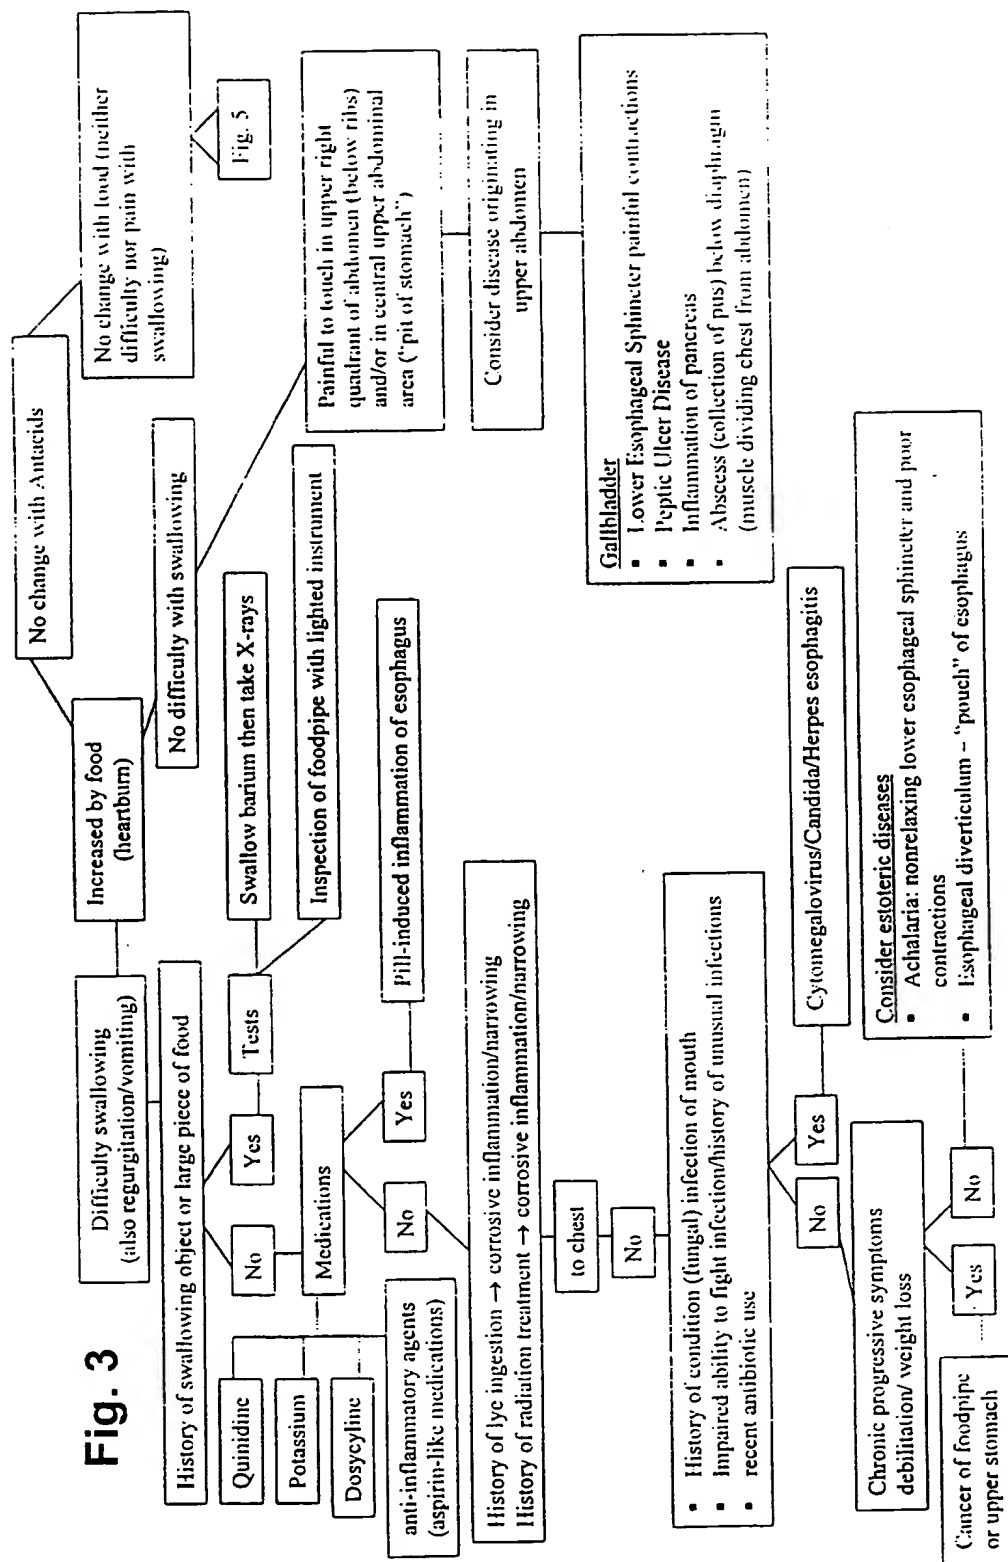 Fig. 3
Increased by food
(heartburn)
No change with Antacids
No change with food (neither
difficulty nor pain with
swallowing)
Fig. 5
No difficulty with swallowing
Painful to touch in upper right
quadrant of abdomen (below ribs)
and/or in central upper abdominal
area ("pit of stomach")
Consider disease originating in
upper abdomen
Gallbladder
▪ Lower Esophageal Sphincter painful contractions
▪ Peptic Ulcer Disease
▪ Inflammation of pancreas
▪ Abscess (collection of pus) below diaphragm
(muscle dividing chest from abdomen)
Difficulty swallowing
(also regurgitation/vomiting)
History of swallowing object or large piece of food
No
Yes
Tests
Swallow barium then take X-rays
Inspection of foodpipe with lighted instrument
Medications
Quinidine
Potassium
Dosycyline
anti-inflammatory agents
(aspirin-like medications)
No
Yes
Pill-induced inflammation of esophagus
History of lye ingestion → corrosive inflammation/narrowing
History of radiation treatment → corrosive inflammation/narrowing
to chest
No
▪ History of condition (fungal) infection of mouth
▪ Impaired ability to fight infection/history of unusual infections
▪ recent antibiotic use
No
Yes
Cytomegalovirus/Candida/Herpes esophagitis
Chronic progressive symptoms
debilitation/ weight loss
Yes
No
Cancer of foodpipe
or upper stomach
Consider estoteric diseases
▪ Achalaria: nonrelaxing lower esophageal sphincter and poor
contractions
▪ Esophageal diverticulum – "pouch" of esophagus